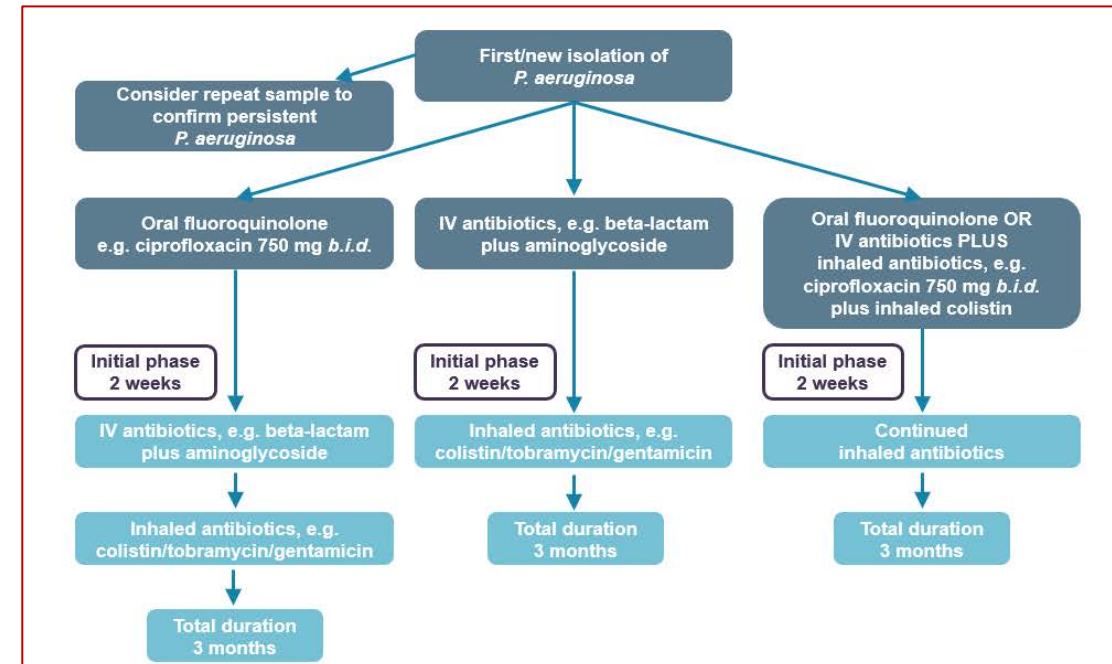 First/new isolation of
P. aeruginosa
Consider repeat sample to
confirm persistent
P. aeruginosa
Oral fluoroquinolone
e.g. ciprofloxacin 750 mg b.i.d.
IV antibiotics, e.g. beta-lactam
plus aminoglycoside
Oral fluoroquinolone OR
IV antibiotics PLUS
inhaled antibiotics, e.g.
ciprofloxacin 750 mg b.i.d.
plus inhaled colistin
Initial phase
2 weeks
Initial phase
2 weeks
Initial phase
2 weeks
IV antibiotics, e.g. beta-lactam
plus aminoglycoside
Inhaled antibiotics, e.g.
colistin/tobramycin/gentamicin
Continued
inhaled antibiotics
Inhaled antibiotics, e.g.
colistin/tobramycin/gentamicin
Total duration
3 months
Total duration
3 months
Total duration
3 months